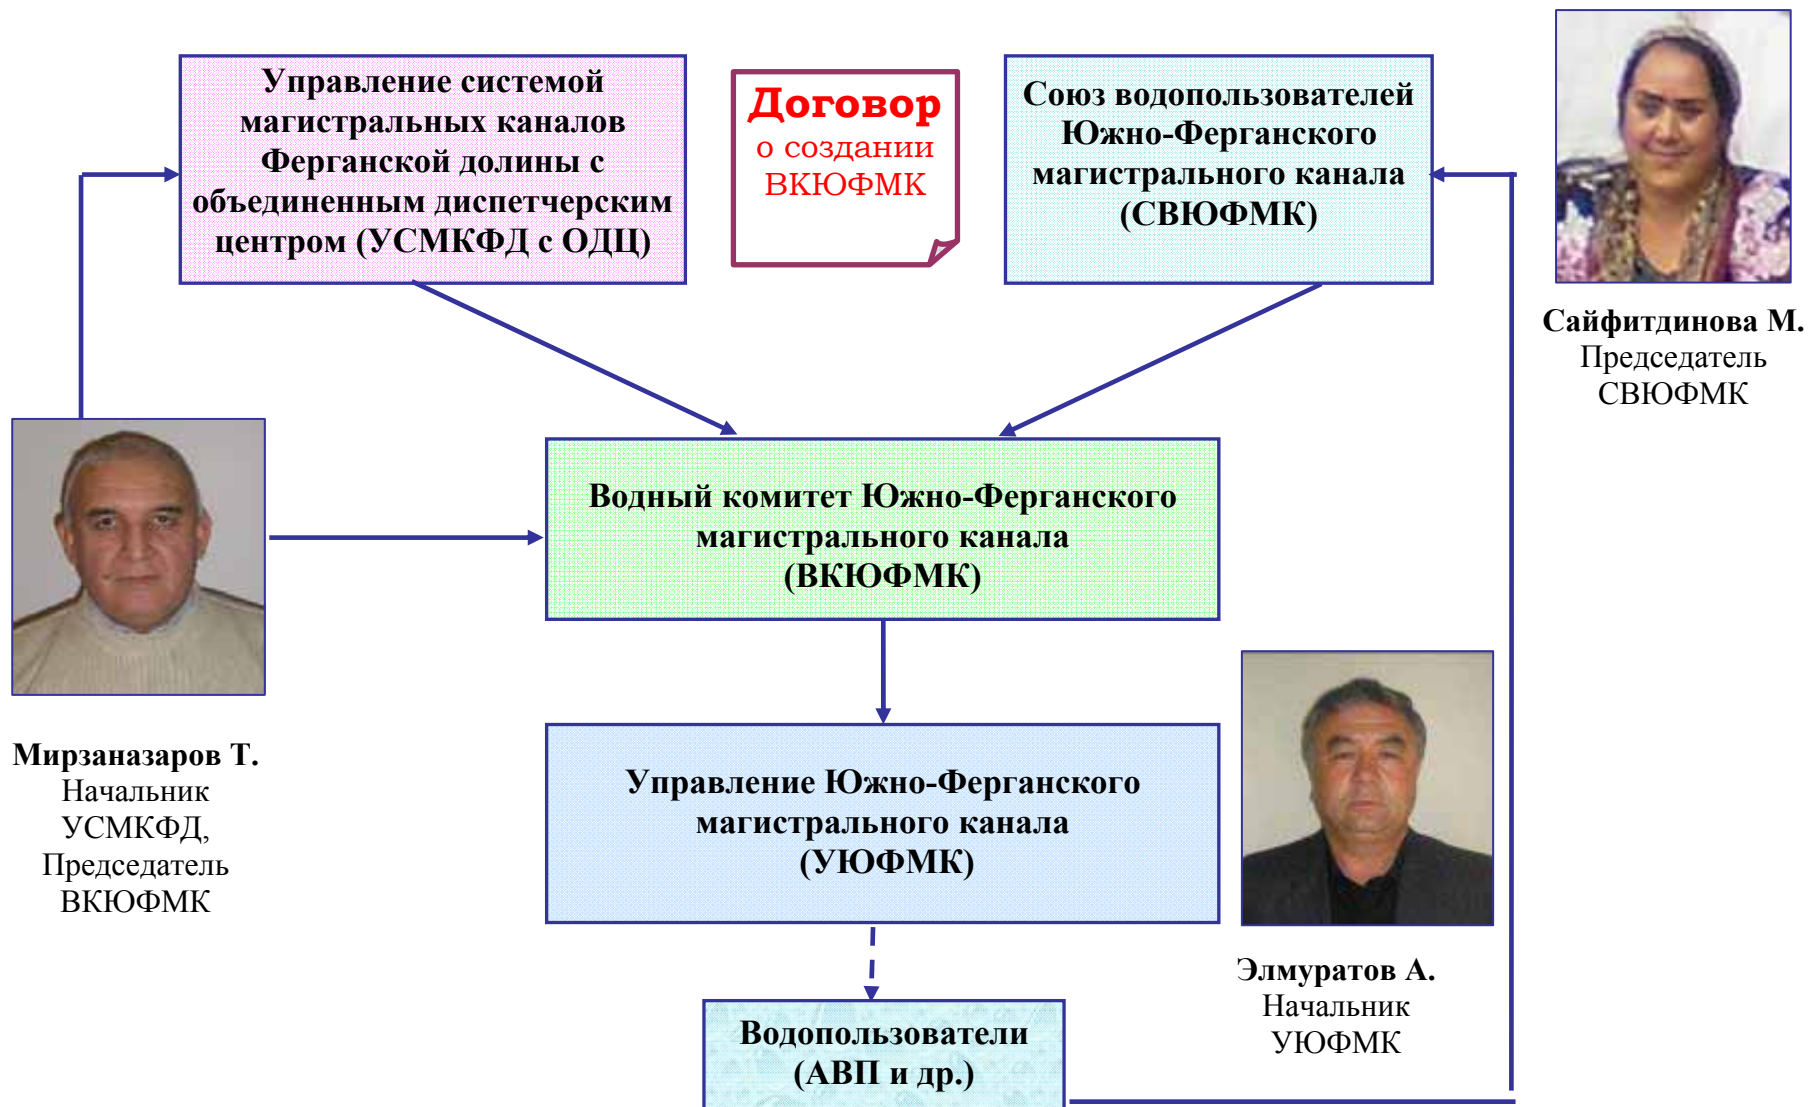 Управление системой
магистральных каналов
Ферганской долины с
объединенным диспетчерским
центром (УСМКФД с ОДЦ)
Договор
о создании
ВКЮФМК
Союз водопользователей
Южно-Ферганского
магистрального канала
(СВЮФМК)
Сайфитдинова М.
Председатель
СВЮФМК
Водный комитет Южно-Ферганского
магистрального канала
(ВКЮФМК)
Мирзаназаров Т.
Начальник
УСМКФД,
Председатель
ВКЮФМК
Управление Южно-Ферганского
магистрального канала
(УЮФМК)
Элмуратов А.
Начальник
УЮФМК
Водопользователи
(АВП и др.)